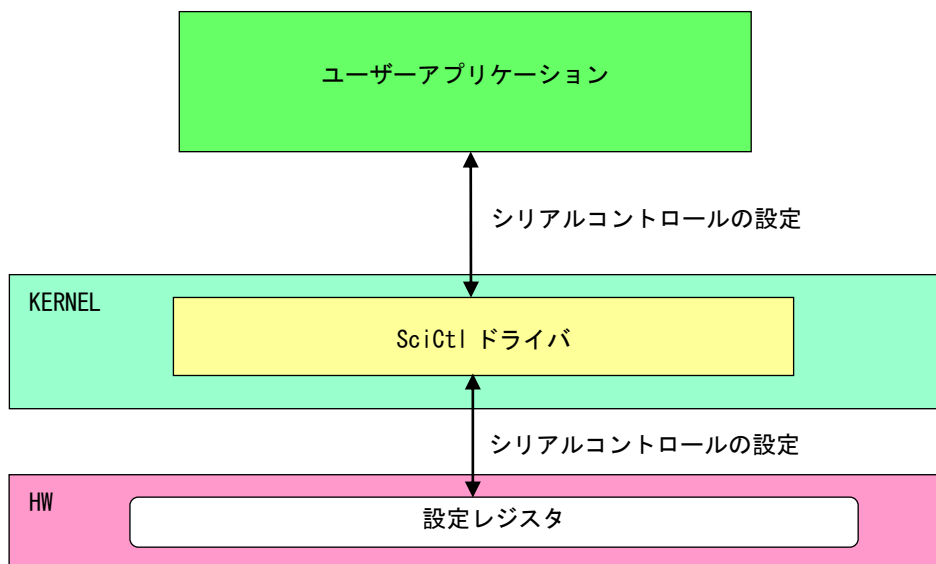 ユーザーアプリケーション
シリアルコントロールの設定
KERNEL
SciCtl ドライバ
シリアルコントロールの設定
HW
設定レジスタ